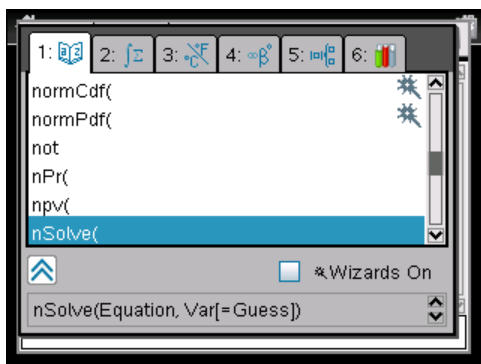 1: 2: ∫Σ 3: °C°F 4: ∞β° 5: 6:
normCdf(
normPdf(
not
nPr(
npv(
nSolve(
Wizards On
nSolve(Equation, Var[=Guess])